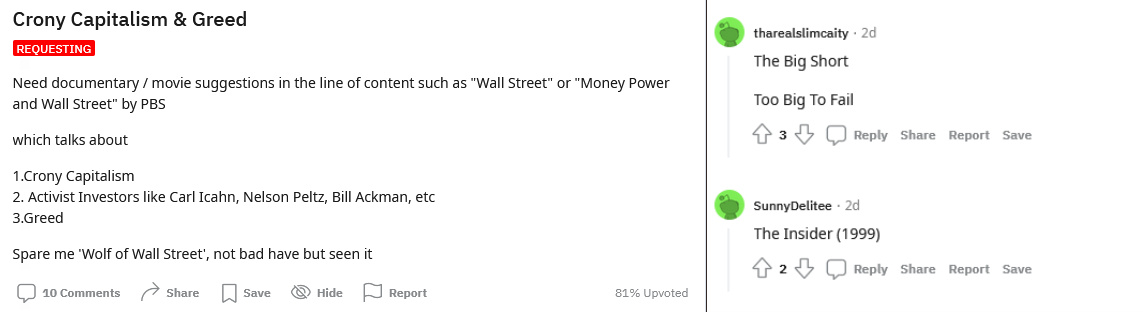 Crony Capitalism & Greed
REQUESTING
Need documentary / movie suggestions in the line of content such as "Wall Street" or "Money Power
and Wall Street" by PBS
which talks about
1.Crony Capitalism
2. Activist Investors like Carl Icahn, Nelson Peltz, Bill Ackman, etc
3.Greed
Spare me 'Wolf of Wall Street', not bad have but seen it
10 Comments Share Save Hide Report 81% Upvoted
tharealslimcaity · 2d
The Big Short
Too Big To Fail
3 Reply Share Report Save
SunnyDelitee · 2d
The Insider (1999)
2 Reply Share Report Save